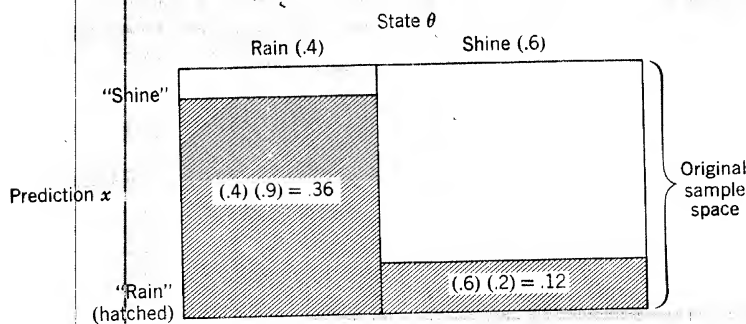 State θ
Rain (.4) Shine (.6)
“Shine”
(.4) (.9) = .36
Prediction x
Original
sample
space
“Rain”
(hatched)
(.6) (.2) = .12